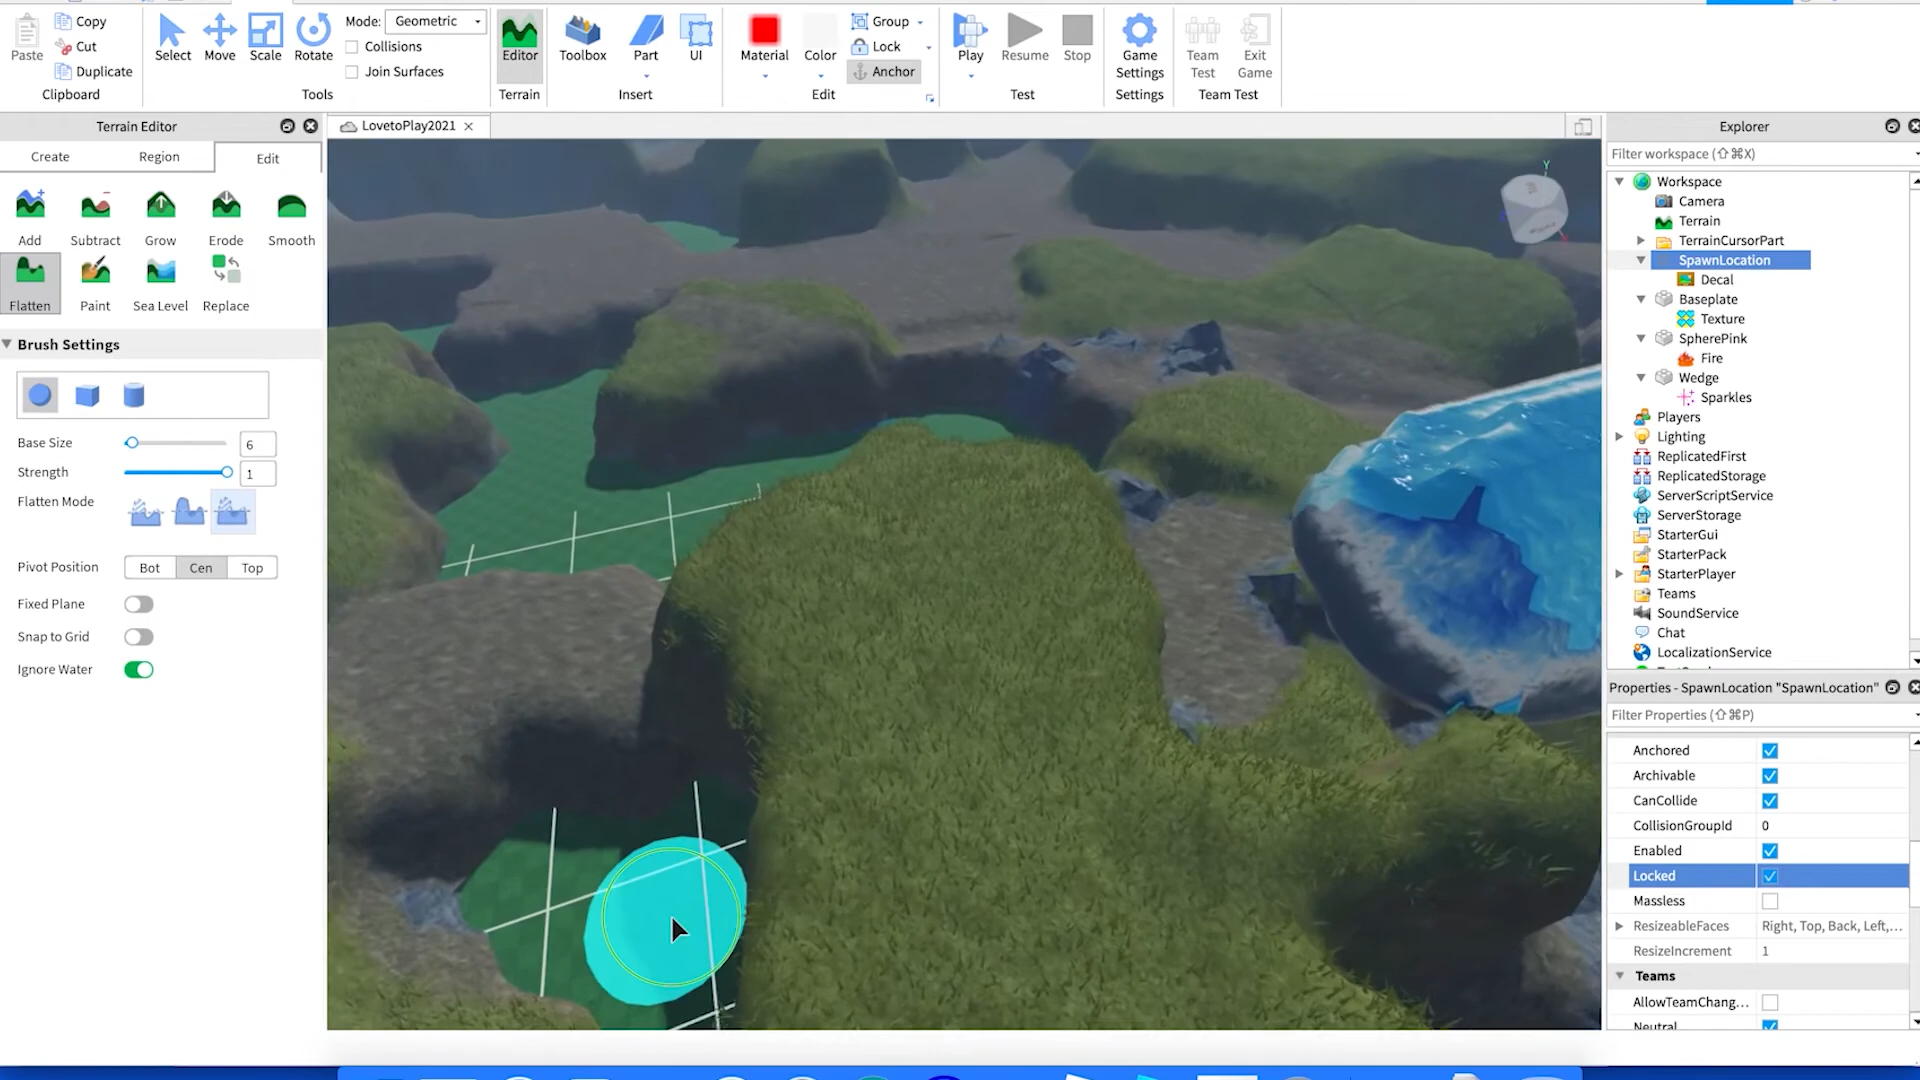 Paste
Copy
Cut
Duplicate
Clipboard
Select
Move
Scale
Rotate
Mode: Geometric
Collisions
Join Surfaces
Tools
Editor
Terrain
Toolbox
Part
UI
Insert
Material
Color
Group
Lock
Anchor
Edit
Play
Resume
Stop
Test
Game Settings
Settings
Team Test
Exit Game
Team Test
Terrain Editor
Create
Region
Edit
Add
Subtract
Grow
Erode
Smooth
Flatten
Paint
Sea Level
Replace
Brush Settings
Base Size 6
Strength 1
Flatten Mode
Pivot Position Bot Cen Top
Fixed Plane
Snap to Grid
Ignore Water
LovetoPlay2021
Y
Explorer
Filter workspace (⇧⌘X)
Workspace
Camera
Terrain
TerrainCursorPart
SpawnLocation
Decal
Baseplate
Texture
SpherePink
Fire
Wedge
Sparkles
Players
Lighting
ReplicatedFirst
ReplicatedStorage
ServerScriptService
ServerStorage
StarterGui
StarterPack
StarterPlayer
Teams
SoundService
Chat
LocalizationService
Properties - SpawnLocation "SpawnLocation"
Filter Properties (⇧⌘P)
Anchored
Archivable
CanCollide
CollisionGroupId 0
Enabled
Locked
Massless
ResizeableFaces Right, Top, Back, Left,...
ResizeIncrement 1
Teams
AllowTeamChang...
Neutral